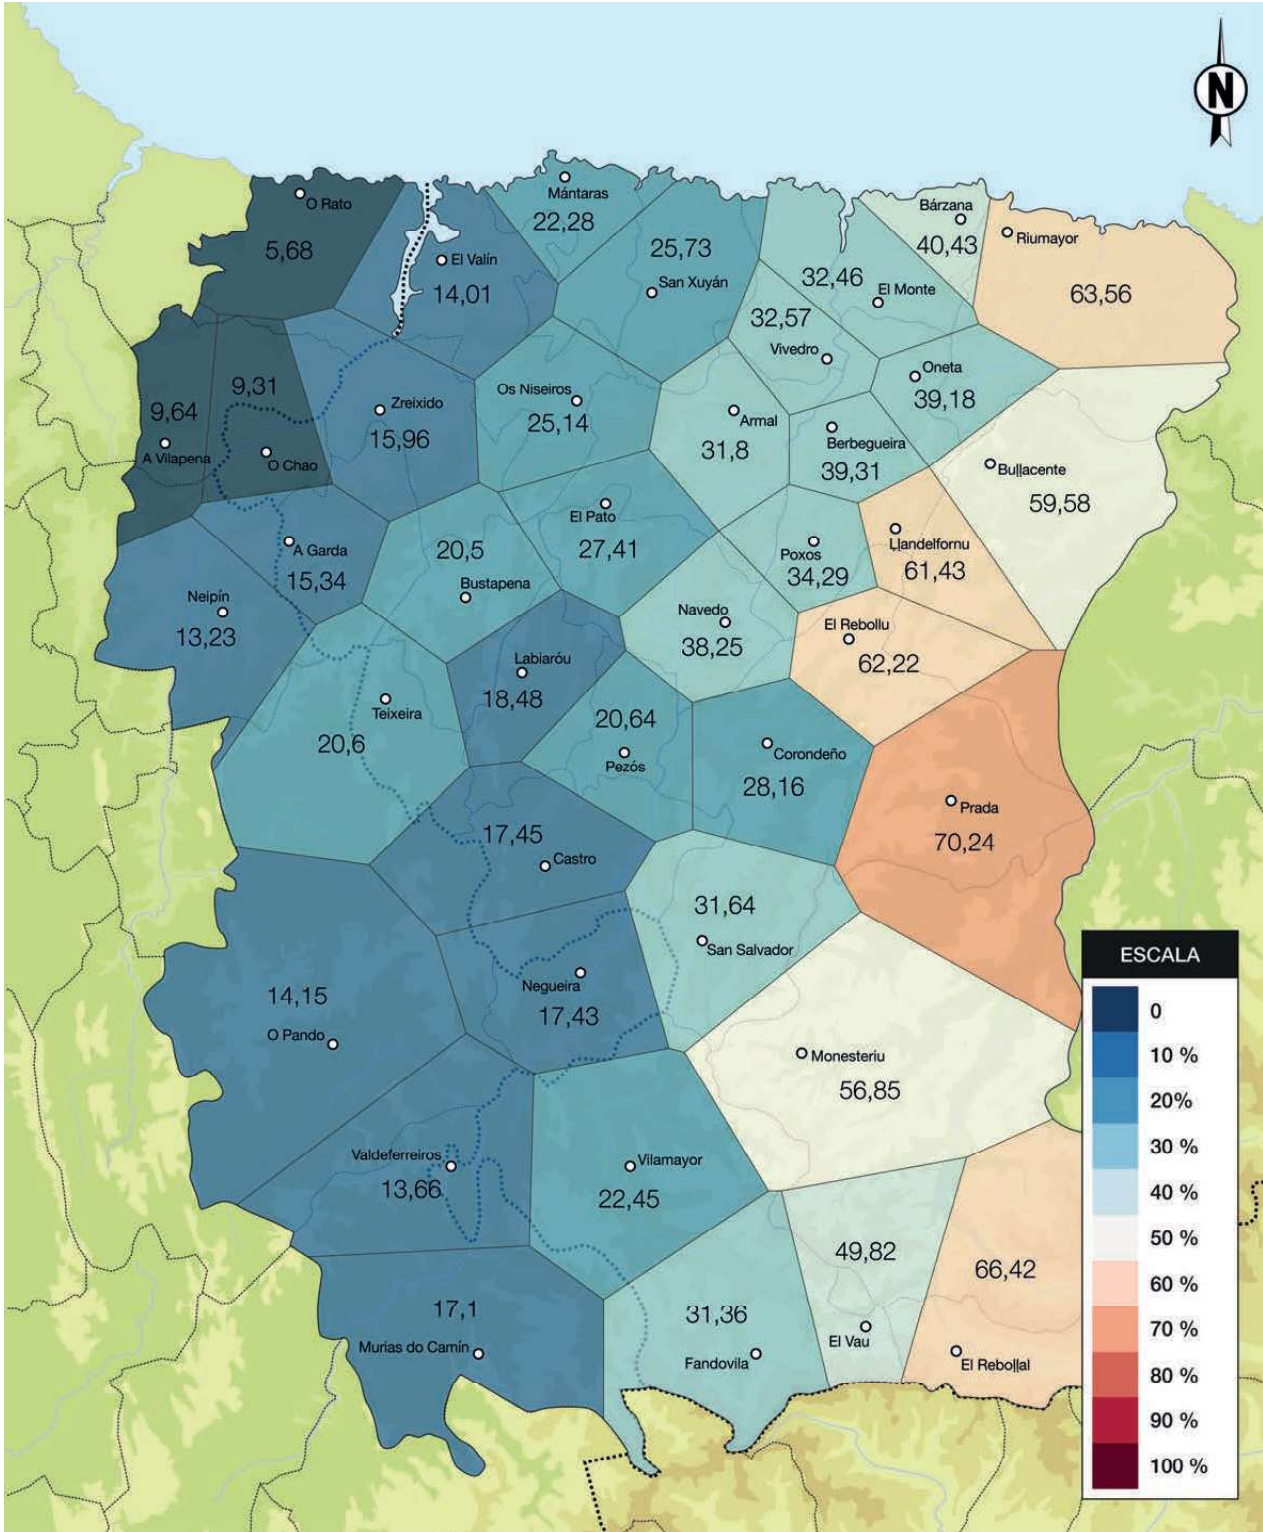 N
Mántaras
22,28
O Rato
5,68
El Valín
14,01
25,73
San Xuyán
32,46
El Monte
Bárzana
40,43
Riumayor
63,56
32,57
Vivedro
Oneta
39,18
9,64
A Vilapena
9,31
O Chao
Zreixido
15,96
Os Niseiros
25,14
Armal
31,8
Berbegueira
39,31
Buḷḷacente
59,58
A Garda
15,34
20,5
Bustapena
El Pato
27,41
Poxos
34,29
Ḷḷandelfornu
61,43
Neipín
13,23
Navedo
38,25
El Rebollu
62,22
Labiaróu
18,48
Teixeira
20,6
20,64
Pezós
Corondeño
28,16
Prada
70,24
17,45
Castro
31,64
San Salvador
Negueira
17,43
14,15
O Pando
Monesteriu
56,85
Valdeferreiros
13,66
Vilamayor
22,45
49,82
El Vau
66,42
El Reboḷḷal
17,1
Murias do Camín
31,36
Fandovila
ESCALA
0
10 %
20%
30 %
40 %
50 %
60 %
70 %
80 %
90 %
100 %